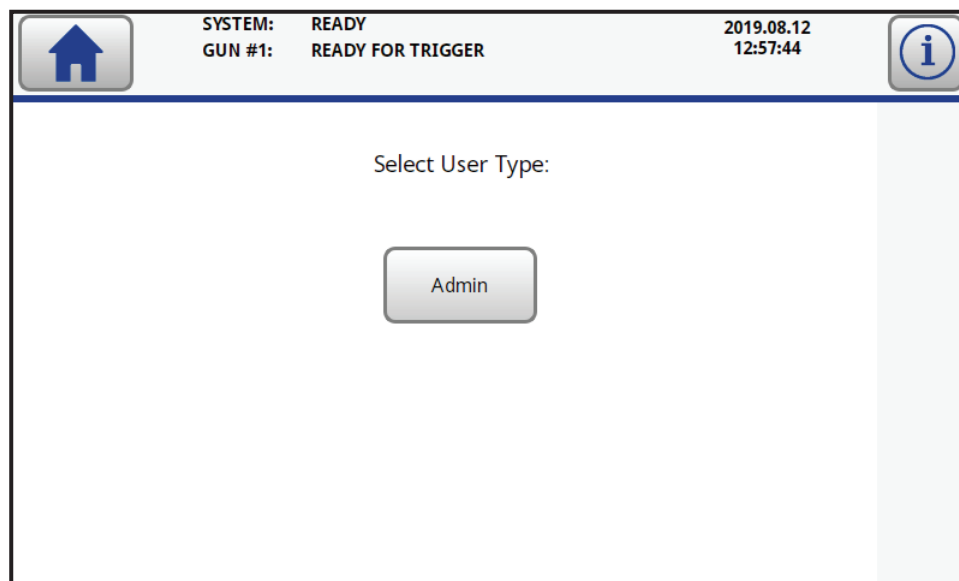 SYSTEM: READY
GUN #1: READY FOR TRIGGER
2019.08.12
12:57:44
i
Select User Type:
Admin